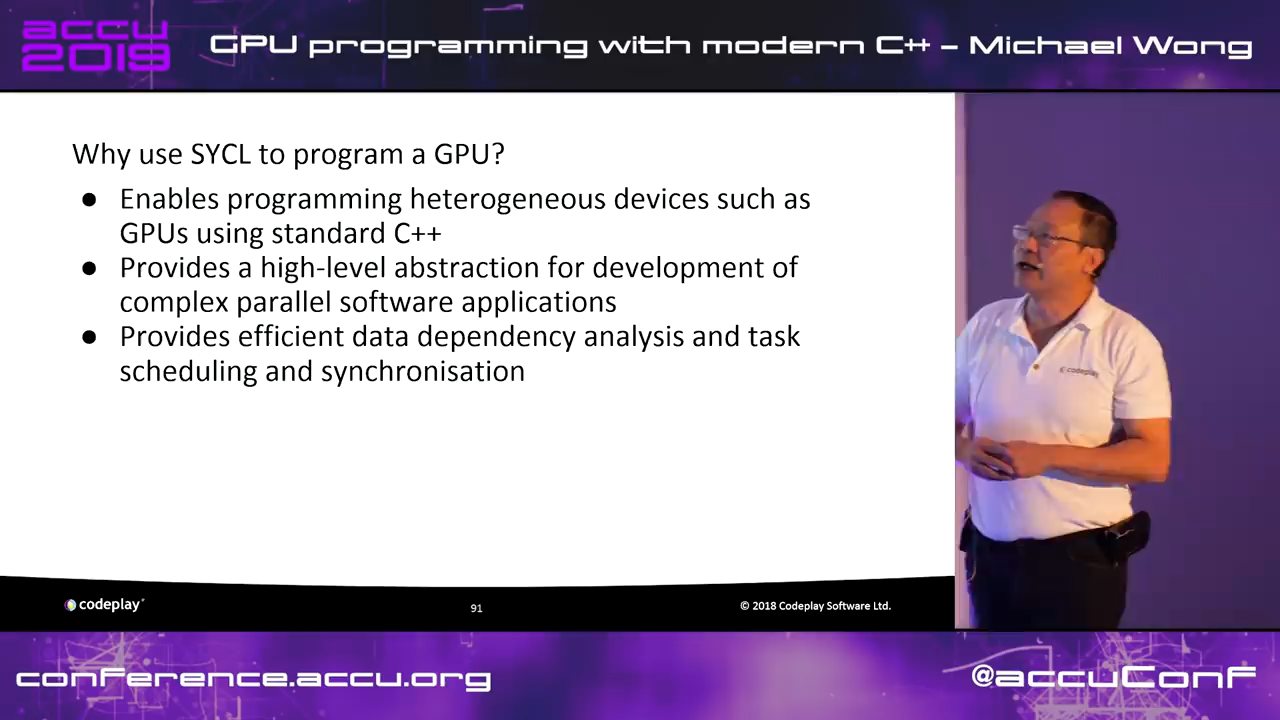 accu
2019
GPU programming with modern C++ – Michael Wong
Why use SYCL to program a GPU?
● Enables programming heterogeneous devices such as
GPUs using standard C++
● Provides a high-level abstraction for development of
complex parallel software applications
● Provides efficient data dependency analysis and task
scheduling and synchronisation
codeplay
codeplay
91
© 2018 Codeplay Software Ltd.
conference.accu.org
@accuConf